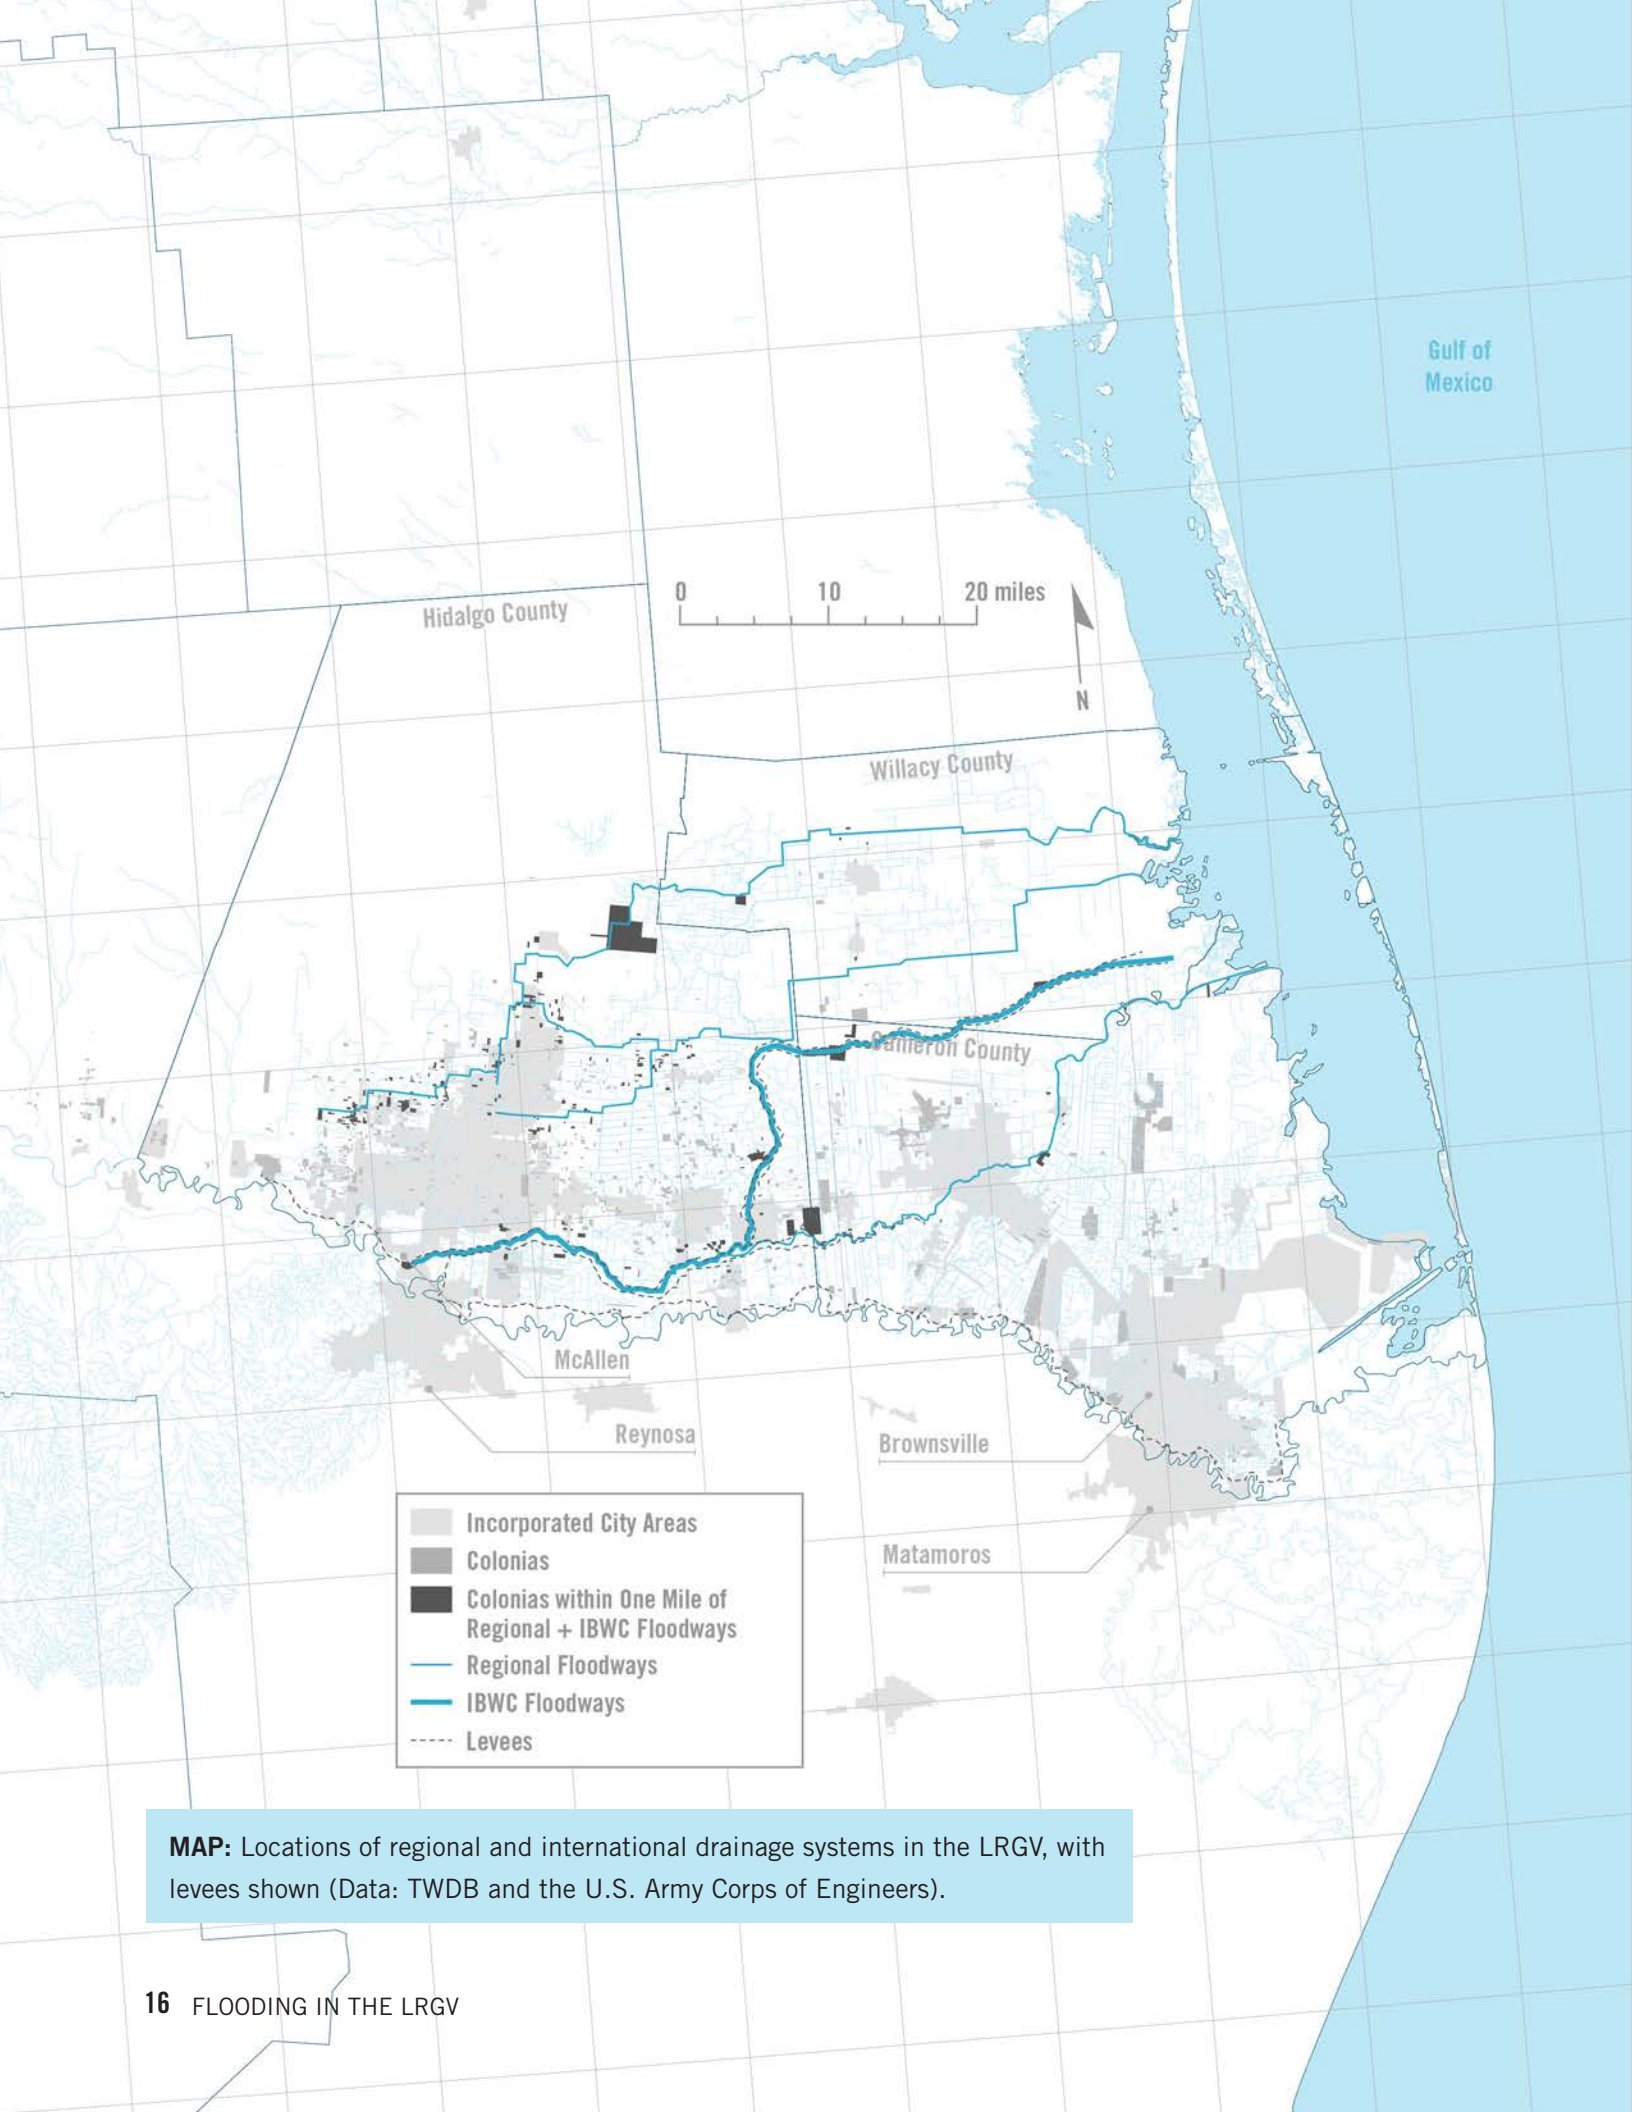 Gulf of
Mexico
0 10 20 miles
Hidalgo County
N
Willacy County
Cameron County
McAllen
Reynosa
Brownsville
Matamoros
Incorporated City Areas
Colonias
Colonias within One Mile of
Regional + IBWC Floodways
Regional Floodways
IBWC Floodways
Levees
MAP: Locations of regional and international drainage systems in the LRGV, with
levees shown (Data: TWDB and the U.S. Army Corps of Engineers).
16 FLOODING IN THE LRGV